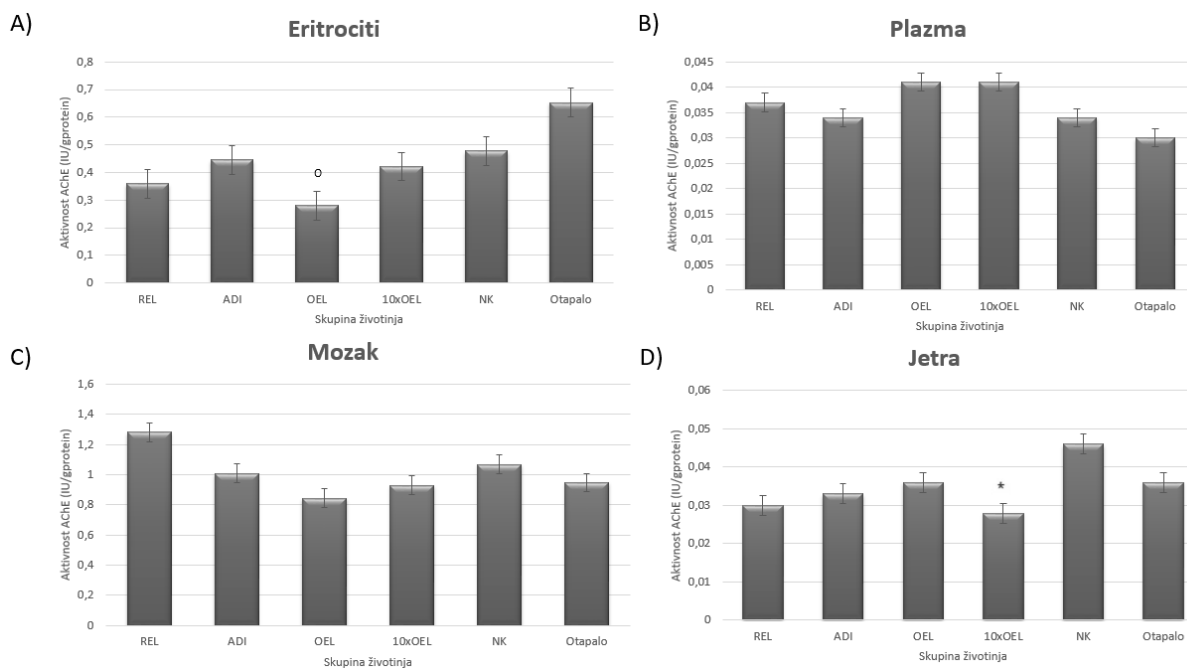 A)
Eritrociti
Aktivnost AChE (IU/gprotein)
0,8
0,7
0,6
0,5
0,4
0,3
0,2
0,1
0
o
REL ADI OEL 10xOEL NK Otapalo
Skupina životinja
B)
Plazma
Aktivnost AChE (IU/gprotein)
0,045
0,04
0,035
0,03
0,025
0,02
0,015
0,01
0,005
0
REL ADI OEL 10xOEL NK Otapalo
Skupina životinja
C)
Mozak
Aktivnost AChE (IU/gprotein)
1,6
1,4
1,2
1
0,8
0,6
0,4
0,2
0
REL ADI OEL 10xOEL NK Otapalo
Skupina životinja
D)
Jetra
Aktivnost AChE (IU/gprotein)
0,06
0,05
0,04
0,03
0,02
0,01
0
*
REL ADI OEL 10xOEL NK Otapalo
Skupina životinja